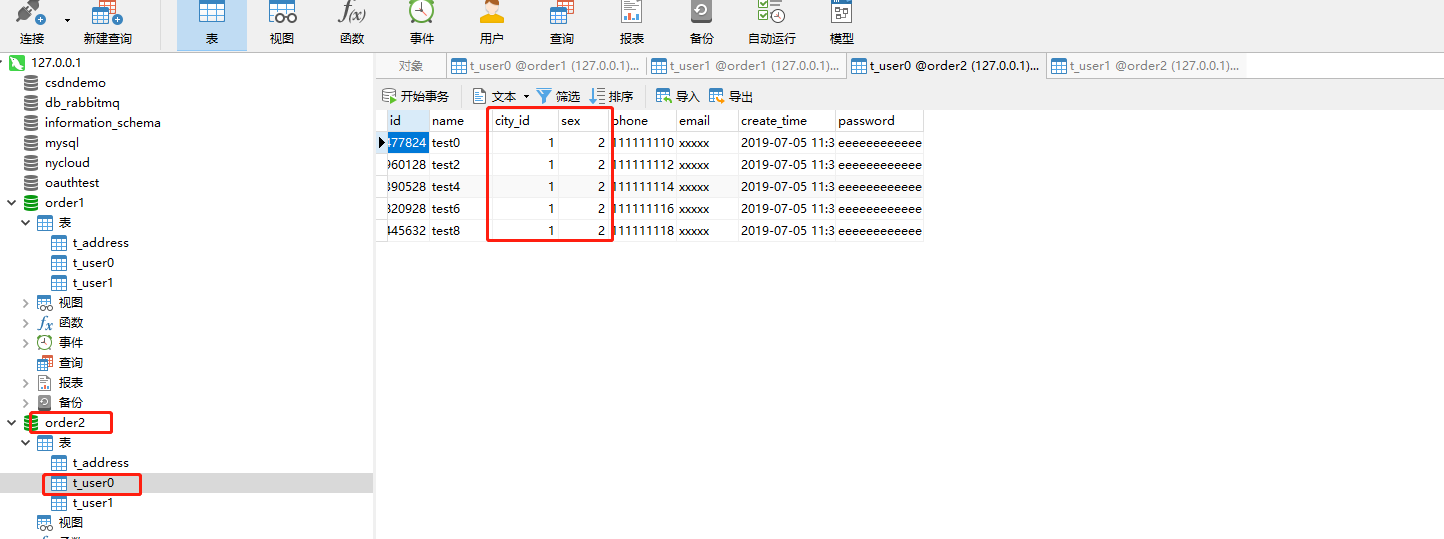 连接 新建查询 表 视图 函数 事件 用户 查询 报表 备份 自动运行 模型
127.0.0.1
csdndemo
db_rabbitmq
information_schema
mysql
nycloud
oauthtest
order1
表
t_address
t_user0
t_user1
视图
函数
事件
查询
报表
备份
order2
表
t_address
t_user0
t_user1
视图
对象 t_user0 @order1 (127.0.0.1)... t_user1 @order1 (127.0.0.1)... t_user0 @order2 (127.0.0.1)... t_user1 @order2 (127.0.0.1)...
开始事务 文本 筛选 排序 导入 导出
id name city_id sex phone email create_time password
477824 test0 1 2 111111110 xxxxx 2019-07-05 11:3 eeeeeeeeeeee
960128 test2 1 2 111111112 xxxxx 2019-07-05 11:3 eeeeeeeeeeee
390528 test4 1 2 111111114 xxxxx 2019-07-05 11:3 eeeeeeeeeeee
320928 test6 1 2 111111116 xxxxx 2019-07-05 11:3 eeeeeeeeeeee
445632 test8 1 2 111111118 xxxxx 2019-07-05 11:3 eeeeeeeeeeee